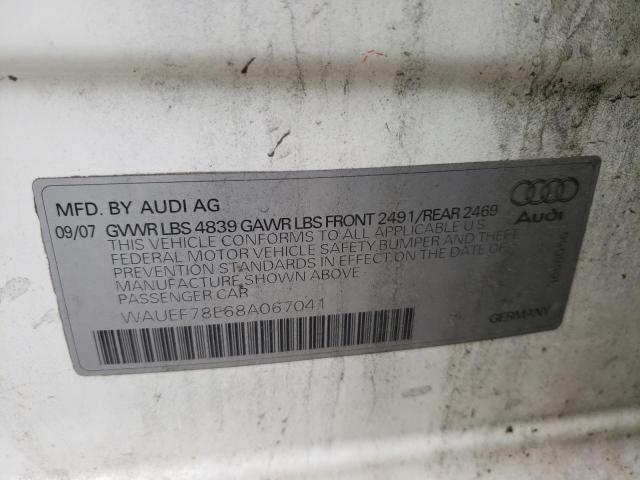 MFD. BY AUDI AG
09/07 GVWR LBS 4839 GAWR LBS FRONT 2491/REAR 2469
THIS VEHICLE CONFORMS TO ALL APPLICABLE U.S
FEDERAL MOTOR VEHICLE SAFETY,BUMPER AND THEFT
PREVENTION STANDARDS IN EFFECT ON THE DATE OF
MANUFACTURE SHOWN ABOVE
PASSENGER CAR
WAUEF78E68A067041
Audi
GERMANY